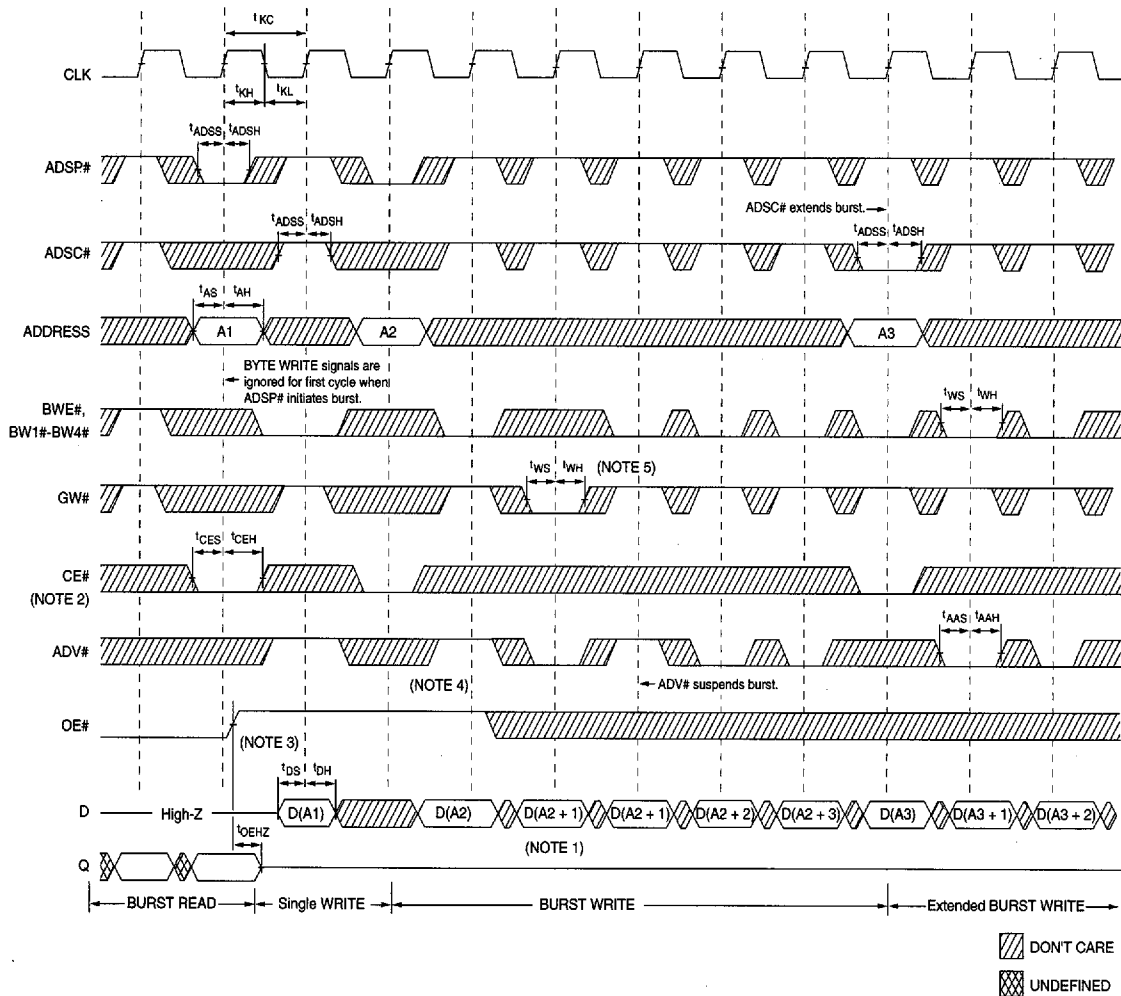 tKC
CLK
tKH
tKL
tADSS
tADSH
ADSP#
ADSC# extends burst.
tADSS
tADSH
tADSS
tADSH
ADSC#
tAS
tAH
ADDRESS
A1
A2
A3
BYTE WRITE signals are
ignored for first cycle when
ADSP# initiates burst.
BWE#,
BW1#-BW4#
tWS
tWH
tWS
tWH
(NOTE 5)
GW#
tCES
tCEH
CE#
(NOTE 2)
tAAS
tAAH
ADV#
(NOTE 4)
ADV# suspends burst.
OE#
(NOTE 3)
tDS
tDH
D
High-Z
D(A1)
D(A2)
D(A2 + 1)
D(A2 + 1)
D(A2 + 2)
D(A2 + 3)
D(A3)
D(A3 + 1)
D(A3 + 2)
tOEHZ
(NOTE 1)
Q
BURST READ
Single WRITE
BURST WRITE
Extended BURST WRITE
DON'T CARE
UNDEFINED